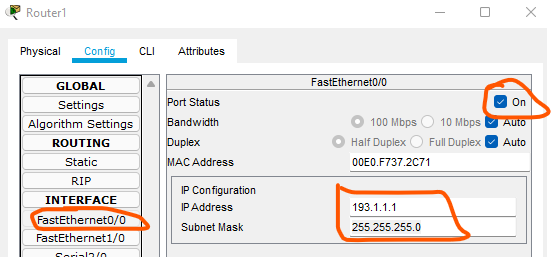 Router1
Physical Config CLI Attributes
GLOBAL
Settings
Algorithm Settings
ROUTING
Static
RIP
INTERFACE
FastEthernet0/0
FastEthernet1/0
Serial2/0
FastEthernet0/0
Port Status On
Bandwidth 100 Mbps 10 Mbps Auto
Duplex Half Duplex Full Duplex Auto
MAC Address 00E0.F737.2C71
IP Configuration
IP Address 193.1.1.1
Subnet Mask 255.255.255.0